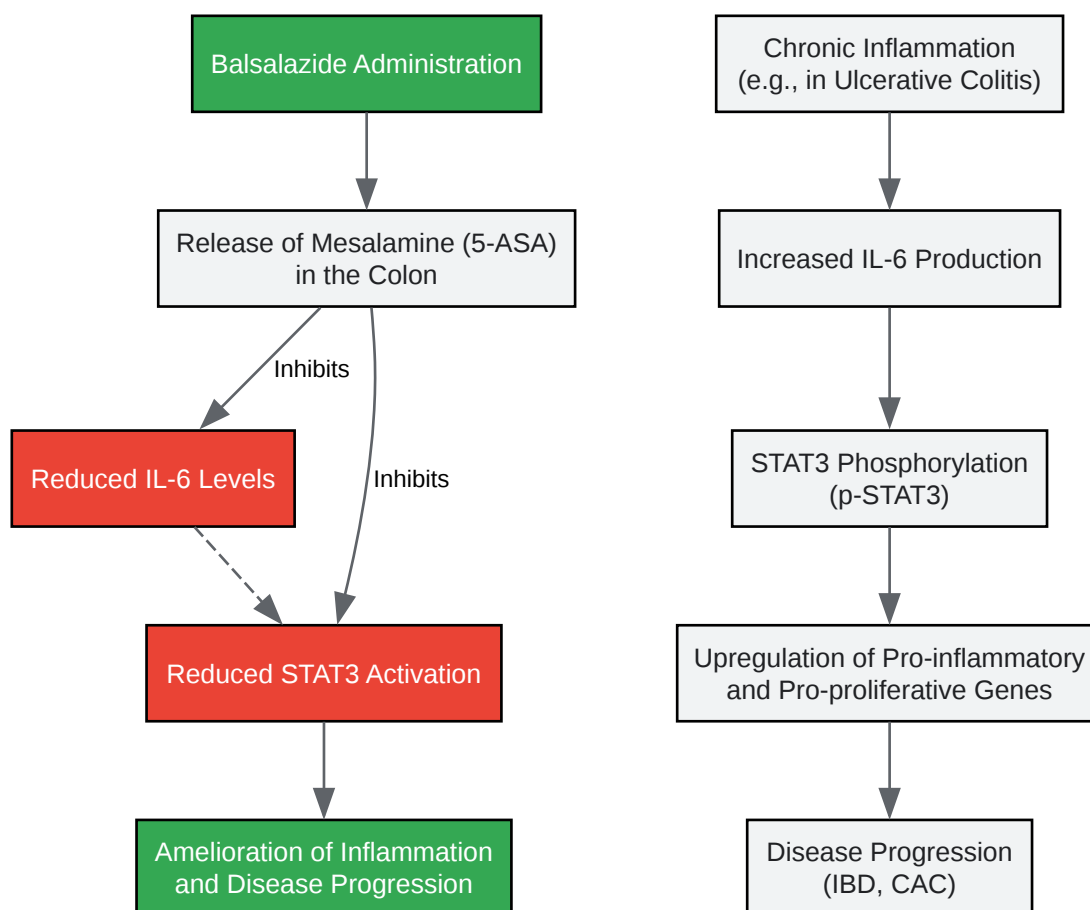 Balsalazide Administration
Release of Mesalamine (5-ASA)
in the Colon
Inhibits
Inhibits
Reduced IL-6 Levels
Reduced STAT3 Activation
Amelioration of Inflammation
and Disease Progression
Chronic Inflammation
(e.g., in Ulcerative Colitis)
Increased IL-6 Production
STAT3 Phosphorylation
(p-STAT3)
Upregulation of Pro-inflammatory
and Pro-proliferative Genes
Disease Progression
(IBD, CAC)